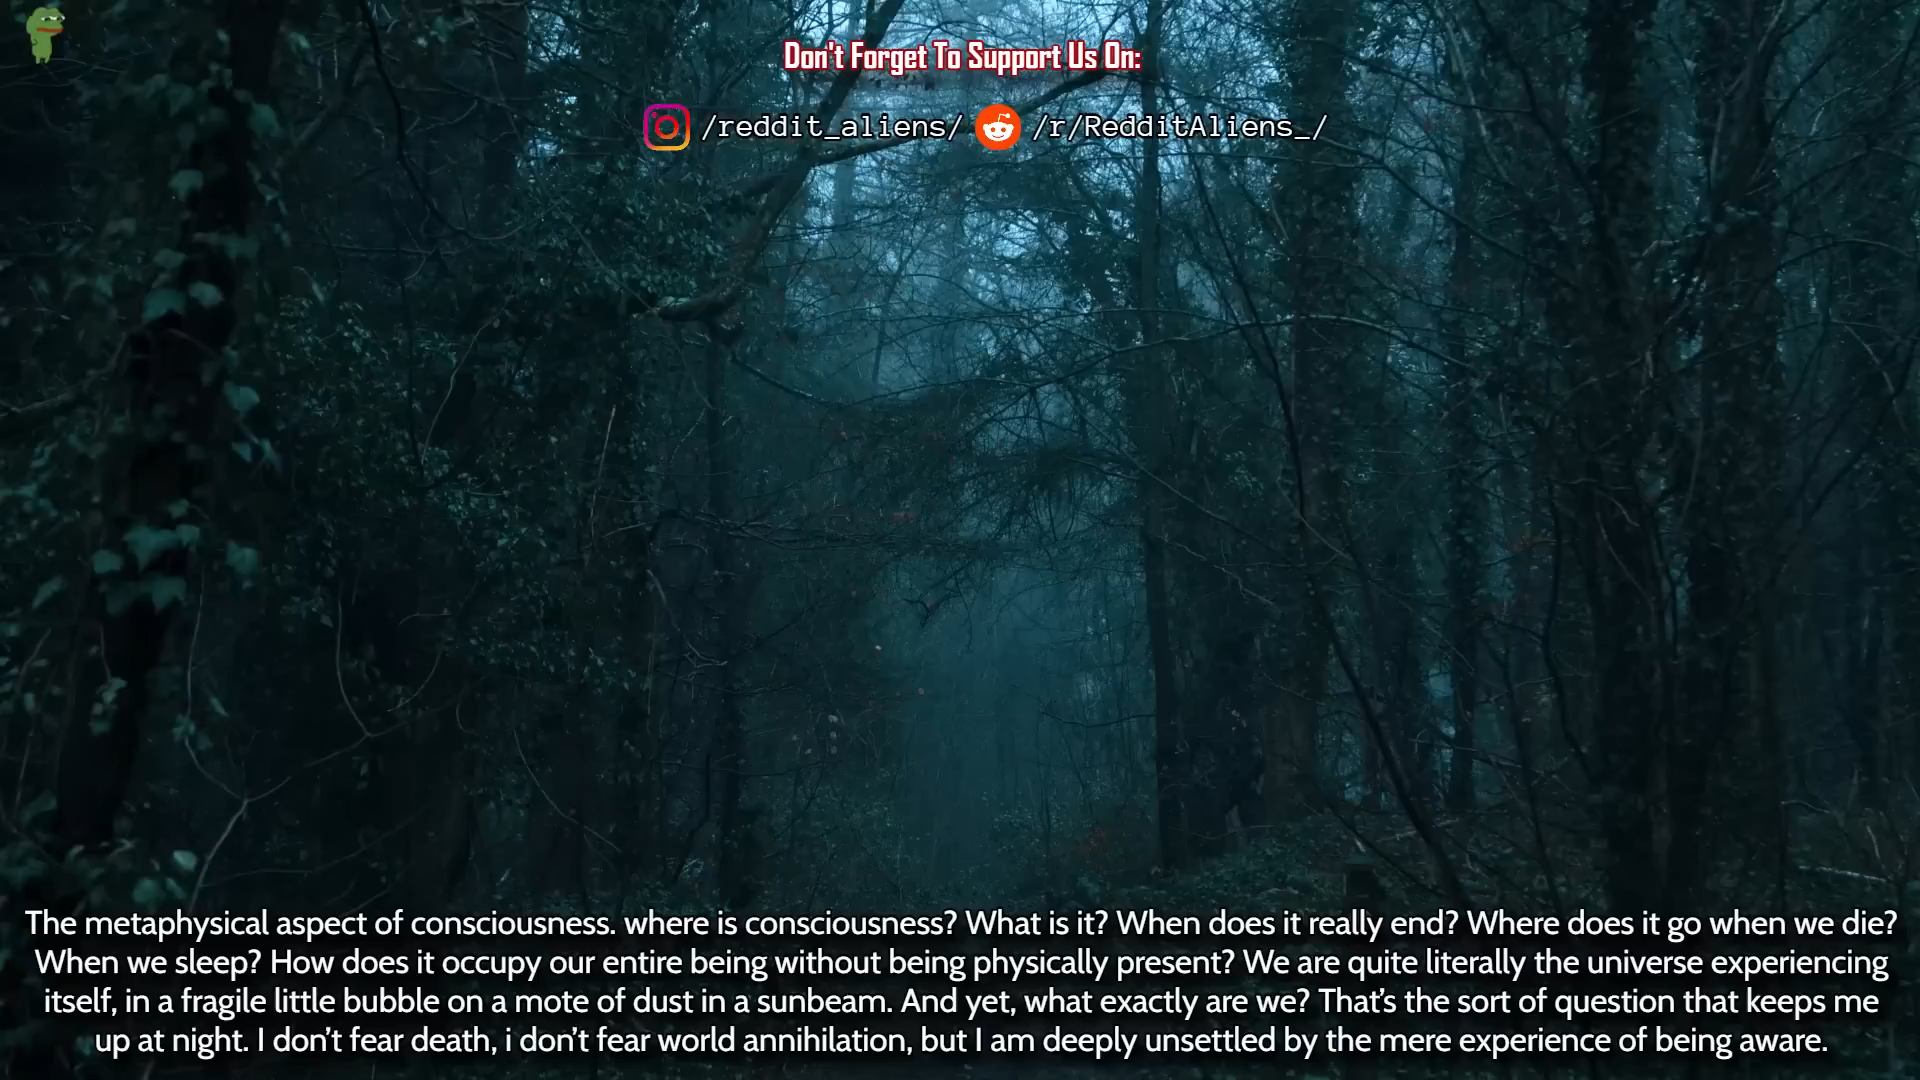 Don't Forget To Support Us On:
/reddit_aliens/ /r/RedditAliens_/
The metaphysical aspect of consciousness. where is consciousness? What is it? When does it really end? Where does it go when we die?
When we sleep? How does it occupy our entire being without being physically present? We are quite literally the universe experiencing
itself, in a fragile little bubble on a mote of dust in a sunbeam. And yet, what exactly are we? That’s the sort of question that keeps me
up at night. I don’t fear death, i don’t fear world annihilation, but I am deeply unsettled by the mere experience of being aware.